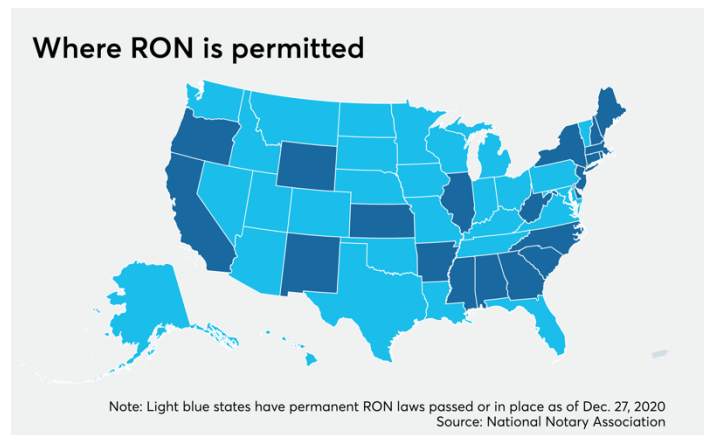 Where RON is permitted
Note: Light blue states have permanent RON laws passed or in place as of Dec. 27, 2020
Source: National Notary Association